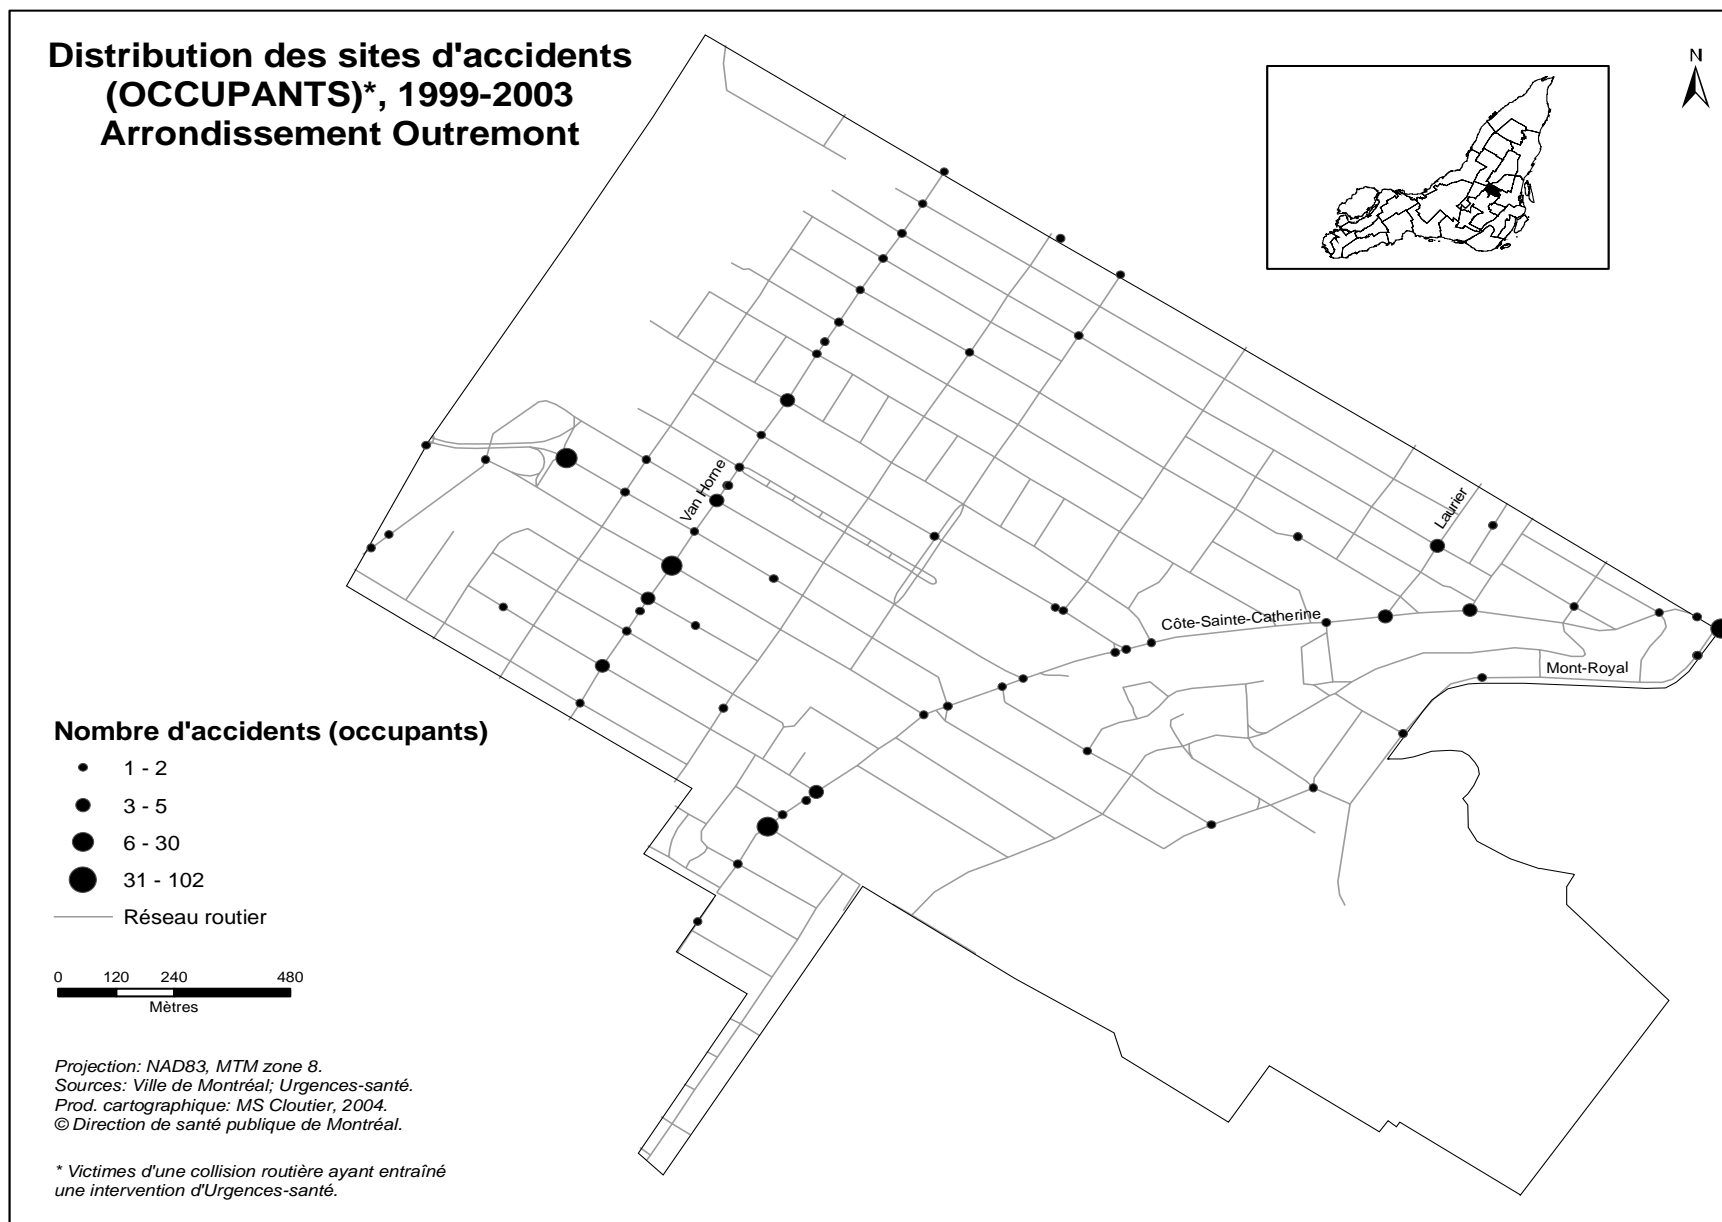 Distribution des sites d'accidents
(OCCUPANTS)*, 1999-2003
Arrondissement Outremont
N
Van Horne
Laurier
Côte-Sainte-Catherine
Mont-Royal
Nombre d'accidents (occupants)
1 - 2
3 - 5
6 - 30
31 - 102
Réseau routier
0 120 240 480
Mètres
Projection: NAD83, MTM zone 8.
Sources: Ville de Montréal; Urgences-santé.
Prod. cartographique: MS Cloutier, 2004.
© Direction de santé publique de Montréal.
* Victimes d'une collision routière ayant entraîné
une intervention d'Urgences-santé.